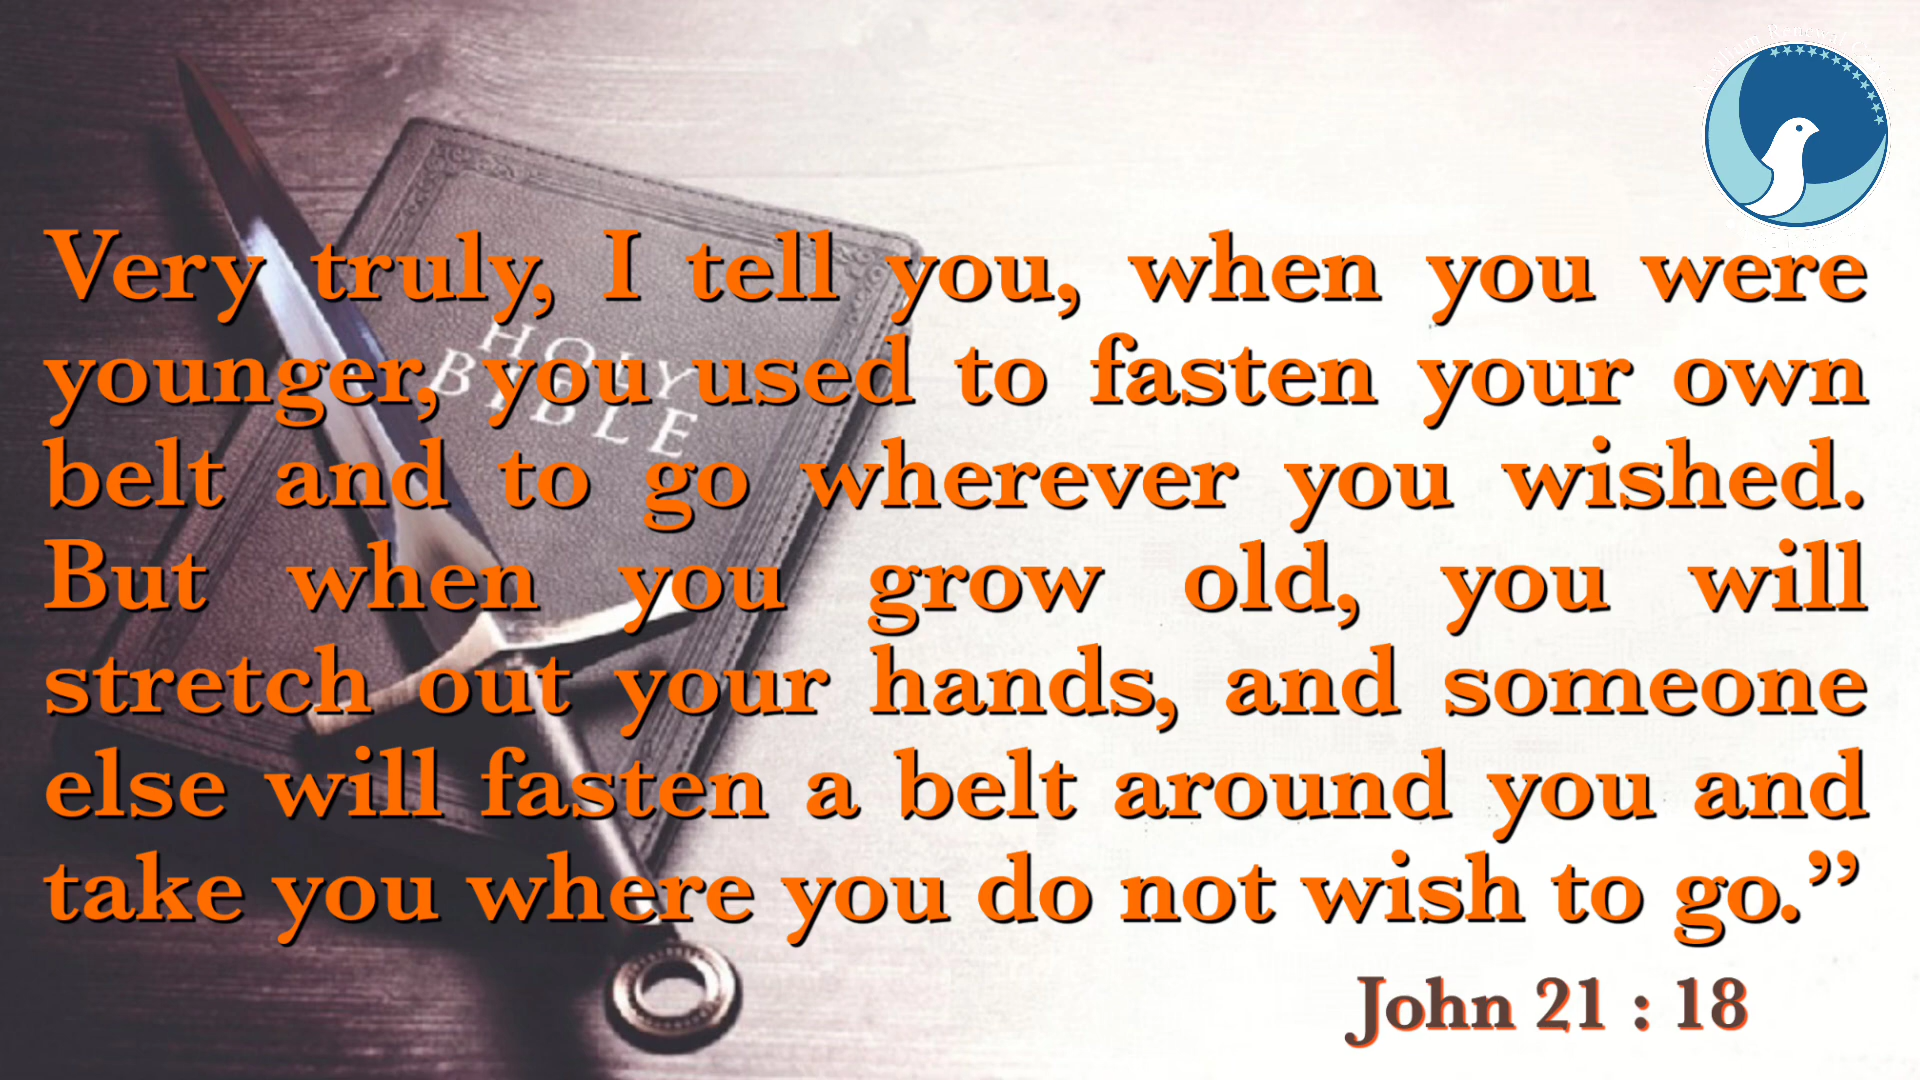 Very truly, I tell you, when you were
younger, you used to fasten your own
belt and to go wherever you wished.
But when you grow old, you will
stretch out your hands, and someone
else will fasten a belt around you and
take you where you do not wish to go.”
John 21 : 18
HOLY
BIBLE